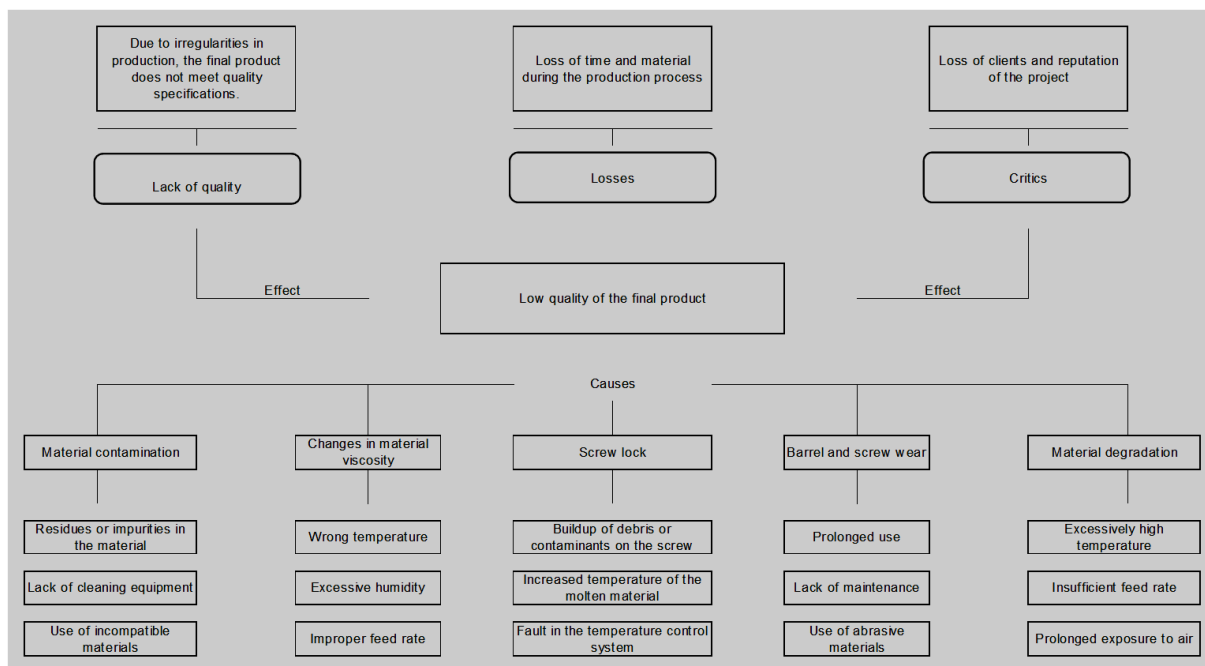 Due to irregularities in
production, the final product
does not meet quality
specifications.
Loss of time and material
during the production process
Loss of clients and reputation
of the project
Lack of quality
Losses
Critics
Effect
Low quality of the final product
Effect
Causes
Material contamination
Changes in material
viscosity
Screw lock
Barrel and screw wear
Material degradation
Residues or impurities in
the material
Wrong temperature
Buildup of debris or
contaminants on the screw
Prolonged use
Excessively high
temperature
Lack of cleaning equipment
Excessive humidity
Increased temperature of the
molten material
Lack of maintenance
Insufficient feed rate
Use of incompatible
materials
Improper feed rate
Fault in the temperature control
system
Use of abrasive
materials
Prolonged exposure to air